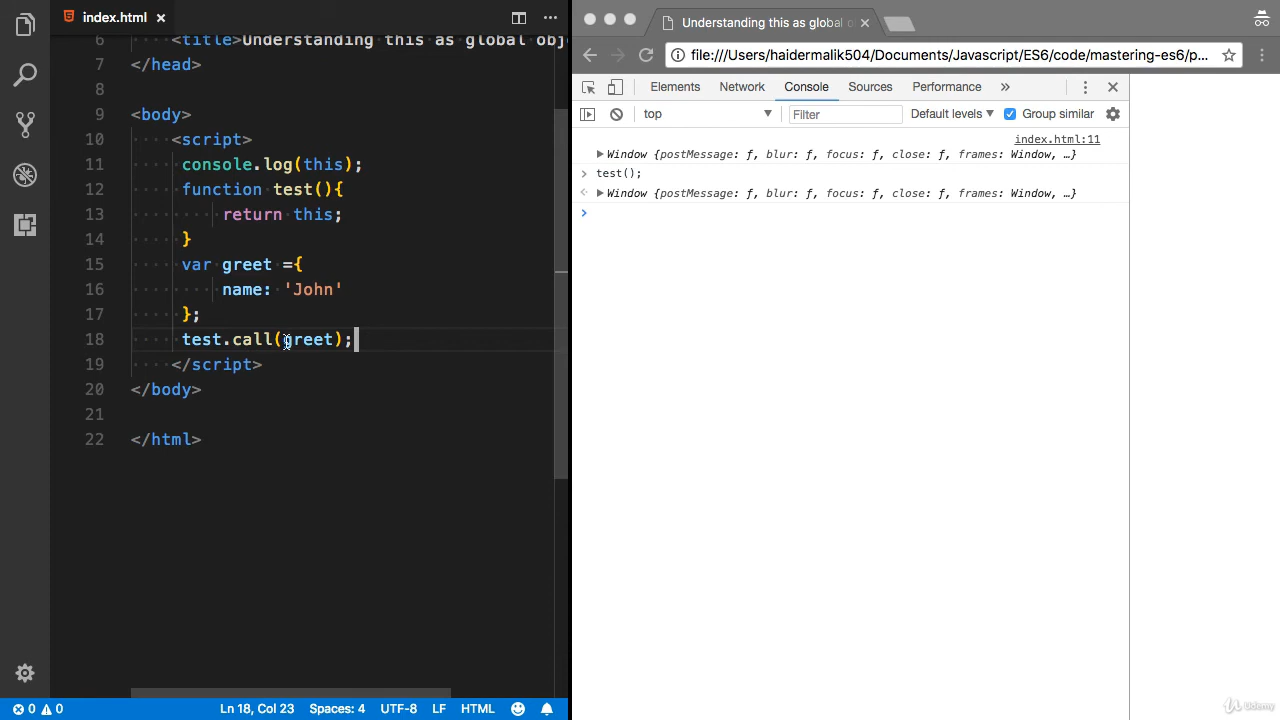 index.html
6 <title>Understanding this as global obj
7 </head>
8
9 <body>
10 <script>
11 console.log(this);
12 function test(){
13 return this;
14 }
15 var greet ={
16 name: 'John'
17 };
18 test.call(greet);
19 </script>
20 </body>
21
22 </html>
0 0 Ln 18, Col 23 Spaces: 4 UTF-8 LF HTML
Understanding this as global o
file:///Users/haidermalik504/Documents/Javascript/ES6/code/mastering-es6/p...
Elements Network Console Sources Performance »
top Filter Default levels Group similar
index.html:11
Window {postMessage: ƒ, blur: ƒ, focus: ƒ, close: ƒ, frames: Window, …}
test();
Window {postMessage: ƒ, blur: ƒ, focus: ƒ, close: ƒ, frames: Window, …}
Udemy